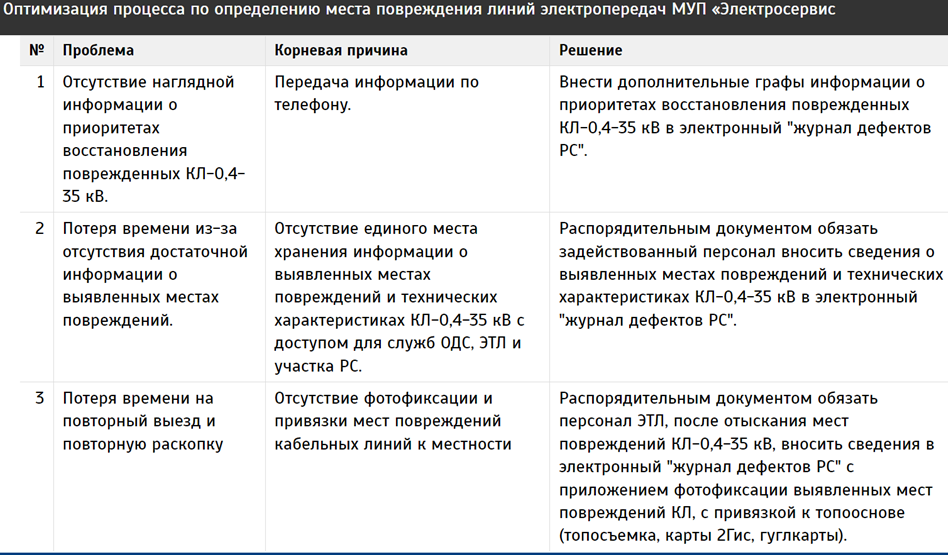 Оптимизация процесса по определению места повреждения линий электропередач МУП «Электросервис
№ Проблема Корневая причина Решение
1 Отсутствие наглядной
информации о
приоритетах
восстановления
поврежденных КЛ-0,4-
35 кВ.
Передача информации по
телефону.
Внести дополнительные графы информации о
приоритетах восстановления поврежденных
КЛ-0,4-35 кВ в электронный "журнал дефектов
РС".
2 Потеря времени из-за
отсутствия достаточной
информации о
выявленных местах
повреждений.
Отсутствие единого места
хранения информации о
выявленных местах
повреждений и технических
характеристиках КЛ-0,4-35 кВ с
доступом для служб ОДС, ЭТЛ и
участка РС.
Распорядительным документом обязать
задействованный персонал вносить сведения о
выявленных местах повреждений и технических
характеристиках КЛ-0,4-35 кВ в электронный
"журнал дефектов РС".
3 Потеря времени на
повторный выезд и
повторную раскопку
Отсутствие фотофиксации и
привязки мест повреждений
кабельных линий к местности
Распорядительным документом обязать
персонал ЭТЛ, после отыскания мест
повреждений КЛ-0,4-35 кВ, вносить сведения в
электронный "журнал дефектов РС" с
приложением фотофиксации выявленных мест
повреждений КЛ, с привязкой к топооснове
(топосъемка, карты 2Гис, гуглкарты).